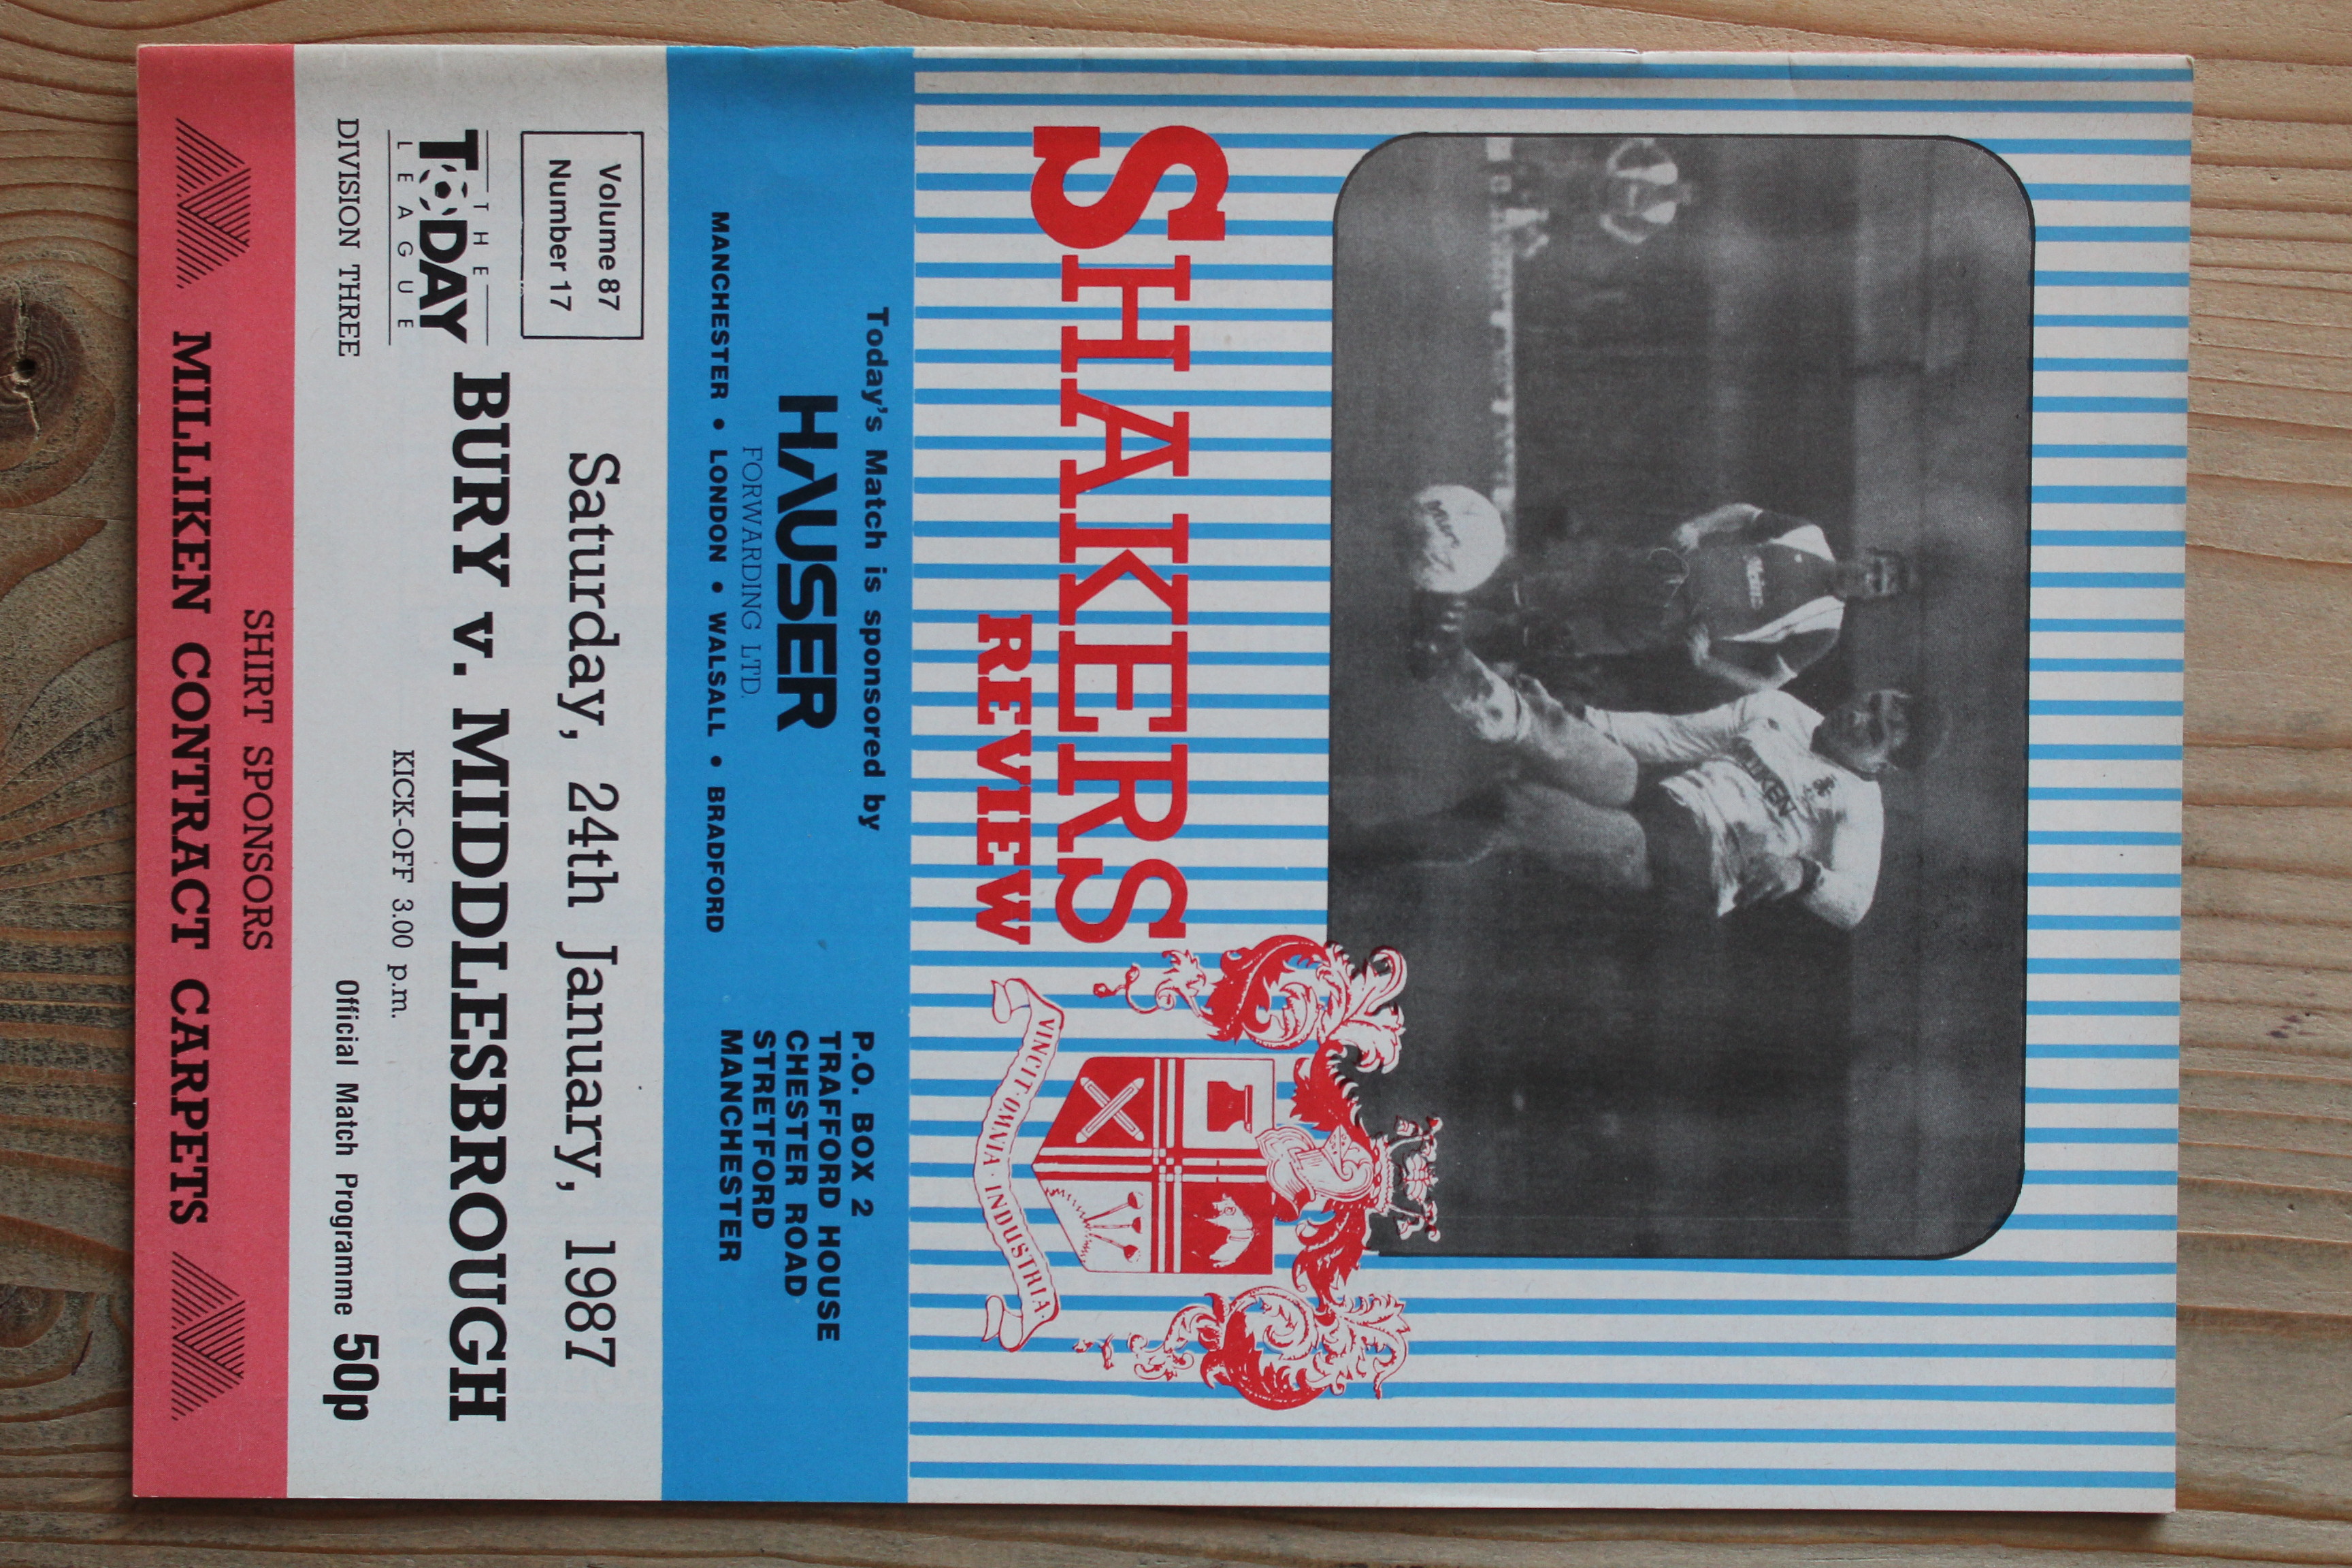 SHAKERS
REVIEW
VINCIT·OMNIA·INDUSTRIA
Today's Match is sponsored by
HAUSER
FORWARDING LTD.
MANCHESTER • LONDON • WALSALL • BRADFORD
P.O. BOX 2
TRAFFORD HOUSE
CHESTER ROAD
STRETFORD
MANCHESTER
Volume 87
Number 17
Saturday, 24th January, 1987
THE
TODAY
LEAGUE
DIVISION THREE
BURY v. MIDDLESBROUGH
KICK-OFF 3.00 p.m.
Official Match Programme 50p
SHIRT SPONSORS
MILLIKEN CONTRACT CARPETS